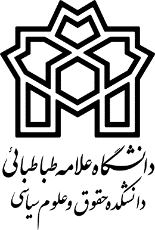 دانشگاه علامه طباطبائی
دانشکده حقوق و علوم سیاسی